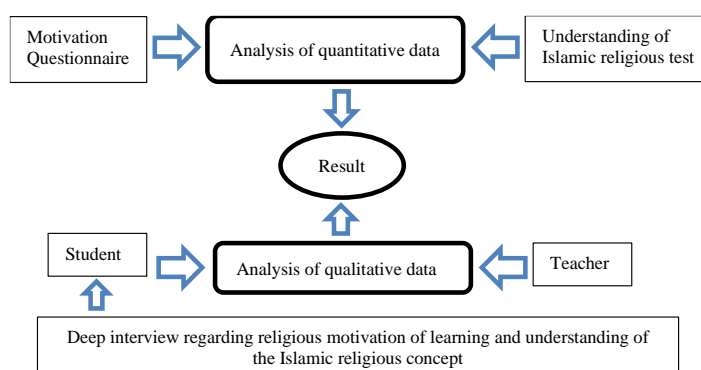 Motivation
Questionnaire
Analysis of quantitative data
Understanding of
Islamic religious test
Result
Student
Analysis of qualitative data
Teacher
Deep interview regarding religious motivation of learning and understanding of
the Islamic religious concept